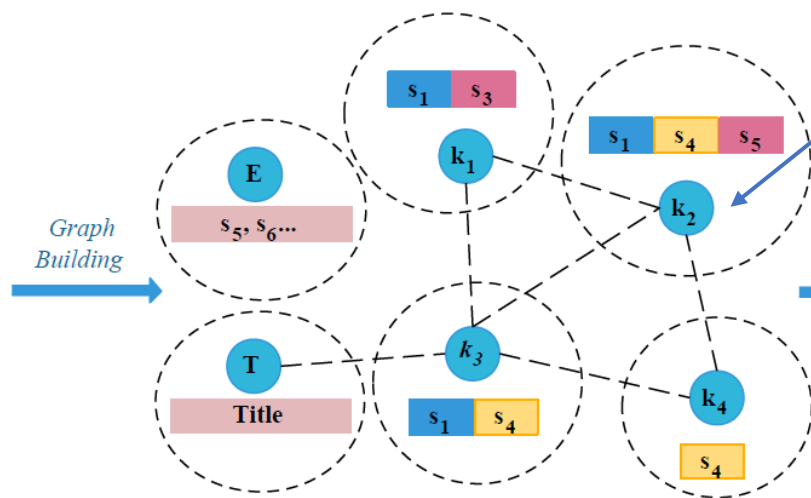 Graph
Building
E
s5, s6...
T
Title
s1 s3
k1
s1 s4 s5
k2
k3
s1 s4
k4
s4